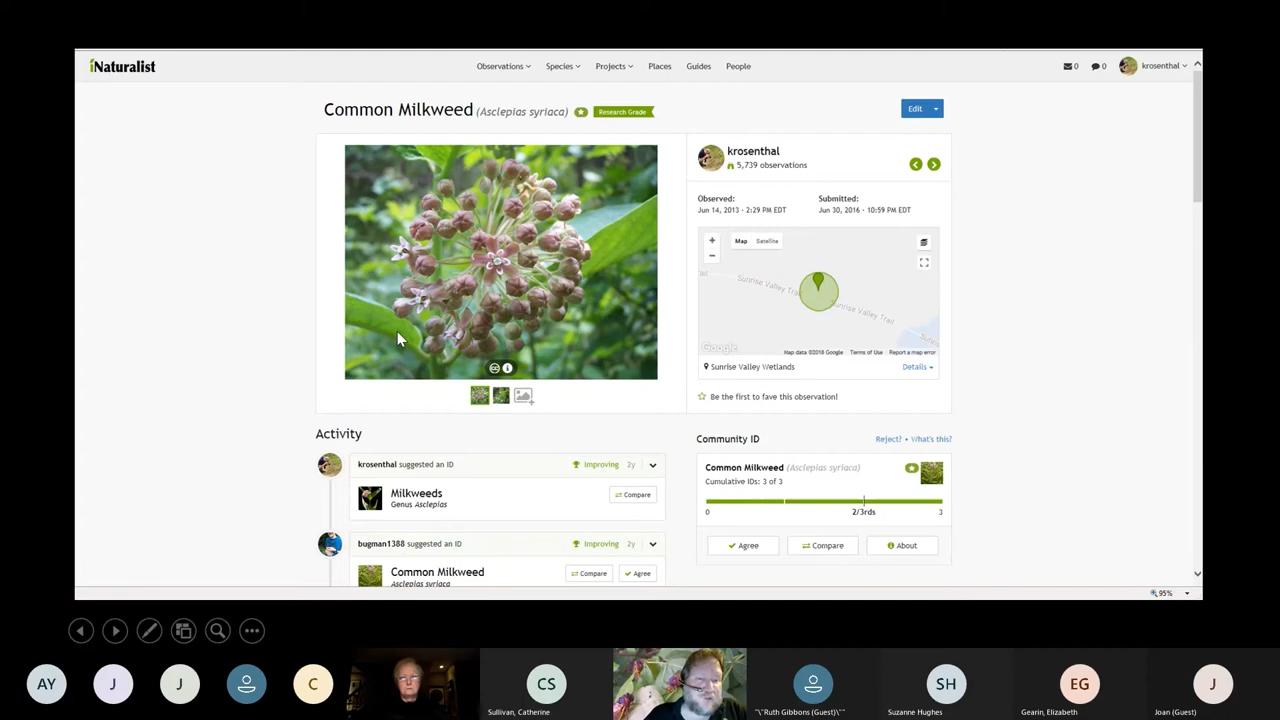 iNaturalist
Observations Species Projects Places Guides People
0 0 krosenthal
Common Milkweed (Asclepias syriaca) Research Grade
Edit
krosenthal
5,739 observations
Observed: Submitted:
Jun 14, 2013 · 2:29 PM EDT Jun 30, 2016 · 10:59 PM EDT
+ Map Satellite
−
Sunrise Valley Trail
Sunrise Valley Trail
Google Map data ©2018 Google Terms of Use Report a map error
Sunrise Valley Wetlands Details
Be the first to fave this observation!
Activity
krosenthal suggested an ID Improving 2y
Milkweeds Compare
Genus Asclepias
bugman1388 suggested an ID Improving 2y
Common Milkweed Compare Agree
Asclepias syriaca
Community ID Reject? • What's this?
Common Milkweed (Asclepias syriaca)
Cumulative IDs: 3 of 3
0 2/3rds 3
Agree Compare About
95%
AY J J C CS SH EG J
Sullivan, Catherine "\"Ruth Gibbons (Guest)\"" Suzanne Hughes Gearin, Elizabeth Joan (Guest)